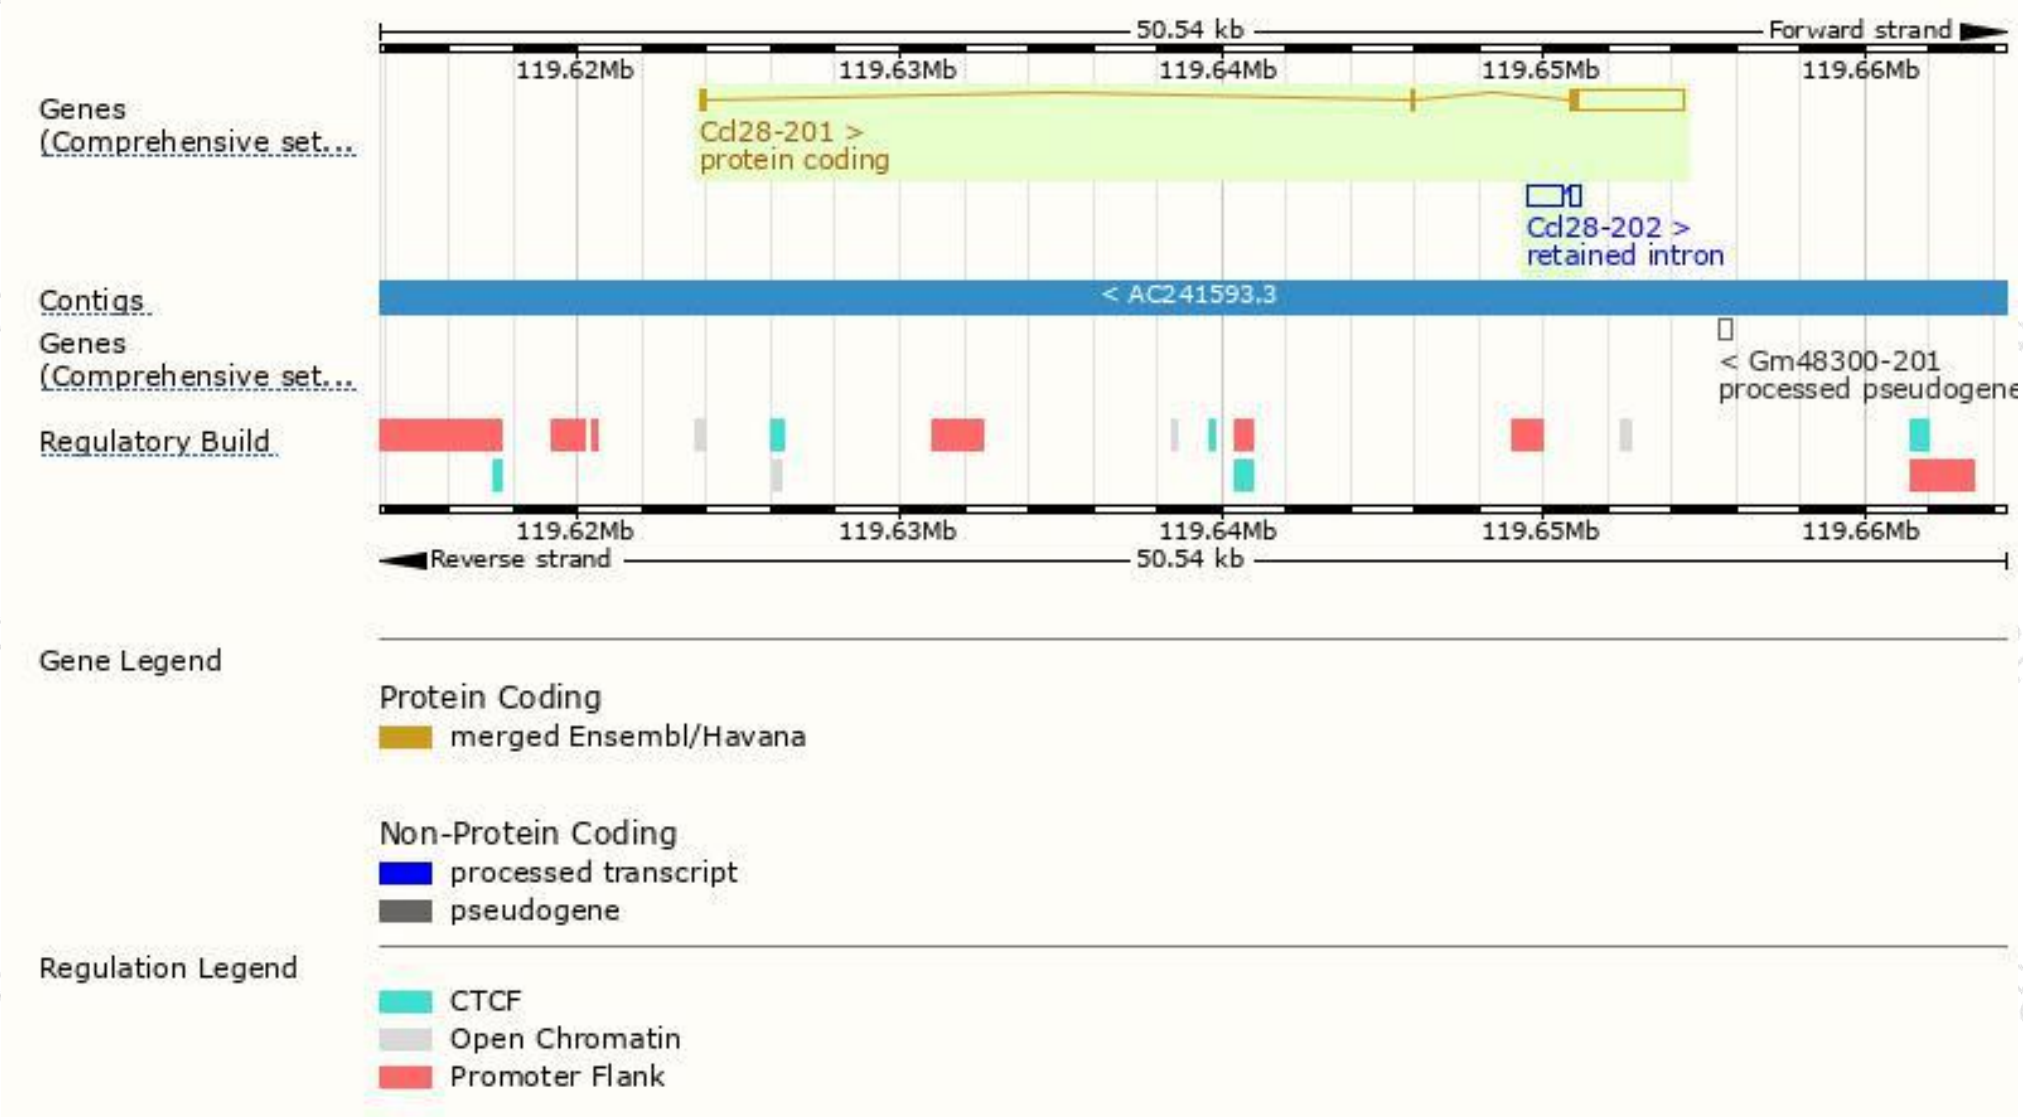 50.54 kb Forward strand
119.62Mb 119.63Mb 119.64Mb 119.65Mb 119.66Mb
Genes
(Comprehensive set...
Ccl28-201 >
protein coding
Ccl28-202 >
retained intron
Contigs
< AC241593.3
Genes
(Comprehensive set...
< Gm48300-201
processed pseudogene
Regulatory Build
119.62Mb 119.63Mb 119.64Mb 119.65Mb 119.66Mb
Reverse strand 50.54 kb
Gene Legend
Protein Coding
merged Ensembl/Havana
Non-Protein Coding
processed transcript
pseudogene
Regulation Legend
CTCF
Open Chromatin
Promoter Flank